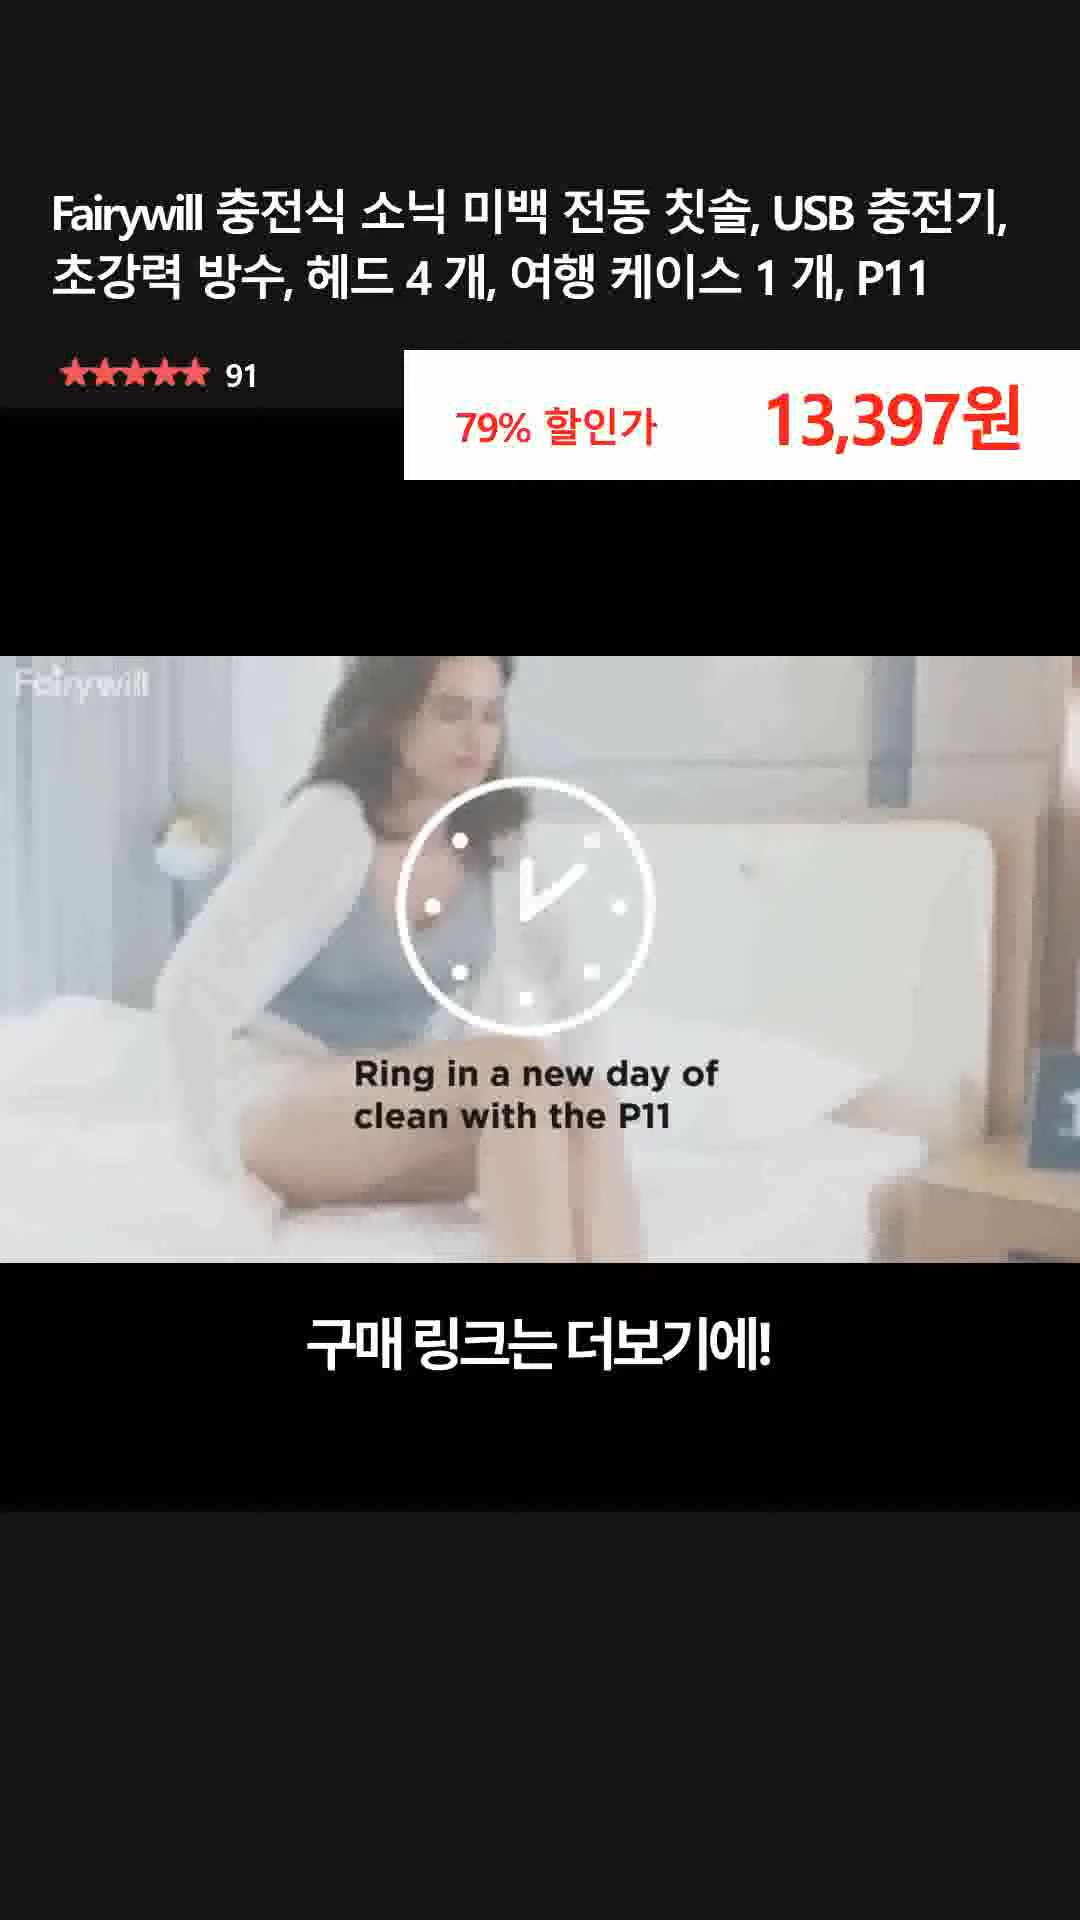 Fairywill 충전식 소닉 미백 전동 칫솔, USB 충전기,
초강력 방수, 헤드 4 개, 여행 케이스 1 개, P11
91
79% 할인가 13,397원
Fairywill
Ring in a new day of
clean with the P11
1
구매 링크는 더보기에!